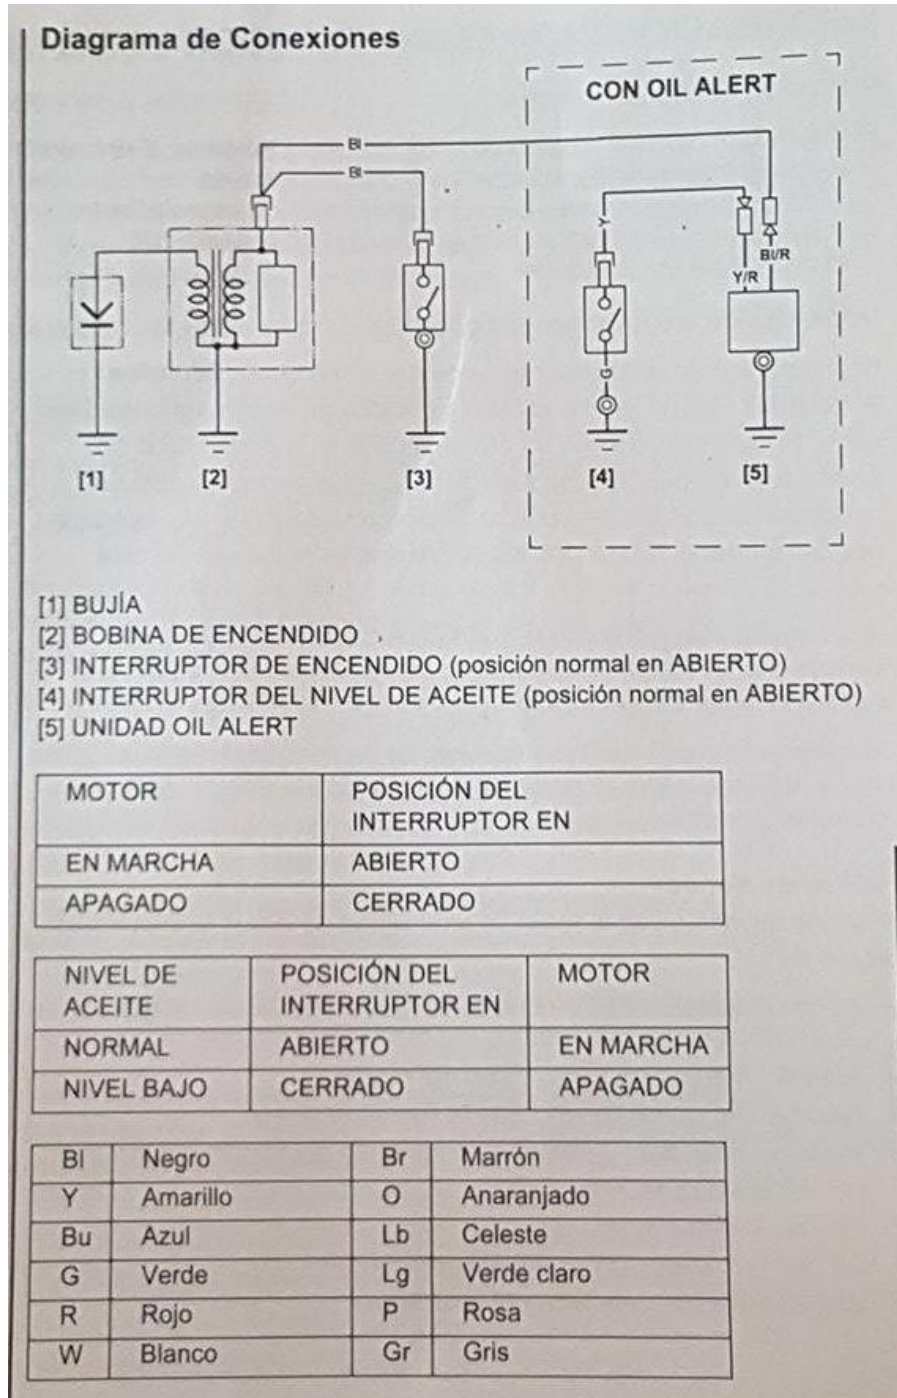 Diagrama de Conexiones
CON OIL ALERT
Bl
Bl
Y
Bl/R
Y/R
G
[1]
[2]
[3]
[4]
[5]
[1] BUJÍA
[2] BOBINA DE ENCENDIDO
[3] INTERRUPTOR DE ENCENDIDO (posición normal en ABIERTO)
[4] INTERRUPTOR DEL NIVEL DE ACEITE (posición normal en ABIERTO)
[5] UNIDAD OIL ALERT
MOTOR POSICIÓN DEL
INTERRUPTOR EN
EN MARCHA ABIERTO
APAGADO CERRADO
NIVEL DE POSICIÓN DEL MOTOR
ACEITE INTERRUPTOR EN
NORMAL ABIERTO EN MARCHA
NIVEL BAJO CERRADO APAGADO
Bl Negro Br Marrón
Y Amarillo O Anaranjado
Bu Azul Lb Celeste
G Verde Lg Verde claro
R Rojo P Rosa
W Blanco Gr Gris